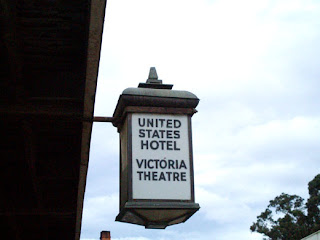 UNITED
STATES
HOTEL
VICTORIA
THEATRE